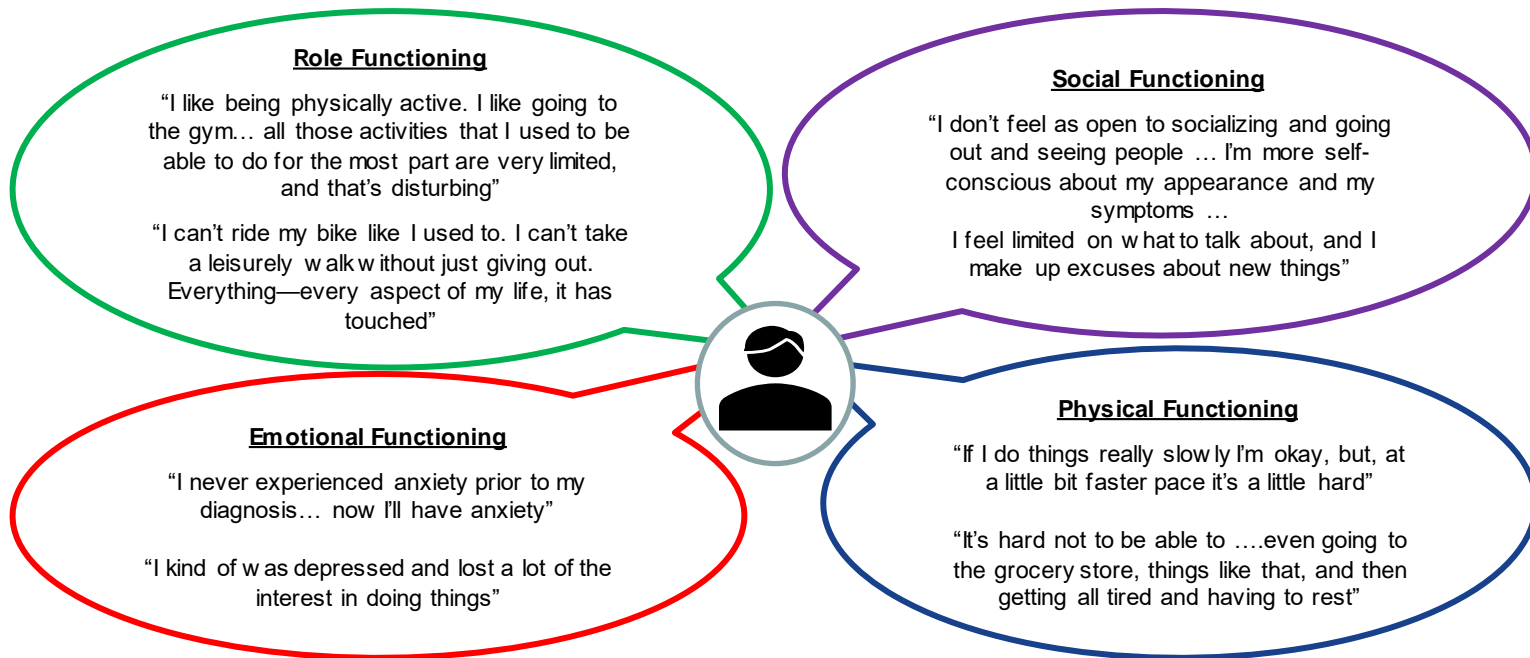 Role Functioning
“I like being physically active. I like going to
the gym… all those activities that I used to be
able to do for the most part are very limited,
and that’s disturbing”
“I can’t ride my bike like I used to. I can’t take
a leisurely walk without just giving out.
Everything—every aspect of my life, it has
touched”
Social Functioning
“I don’t feel as open to socializing and going
out and seeing people … I’m more self-
conscious about my appearance and my
symptoms …
I feel limited on what to talk about, and I
make up excuses about new things”
Emotional Functioning
“I never experienced anxiety prior to my
diagnosis… now I’ll have anxiety”
“I kind of was depressed and lost a lot of the
interest in doing things”
Physical Functioning
“If I do things really slowly I’m okay, but, at
a little bit faster pace it’s a little hard”
“It’s hard not to be able to ….even going to
the grocery store, things like that, and then
getting all tired and having to rest”